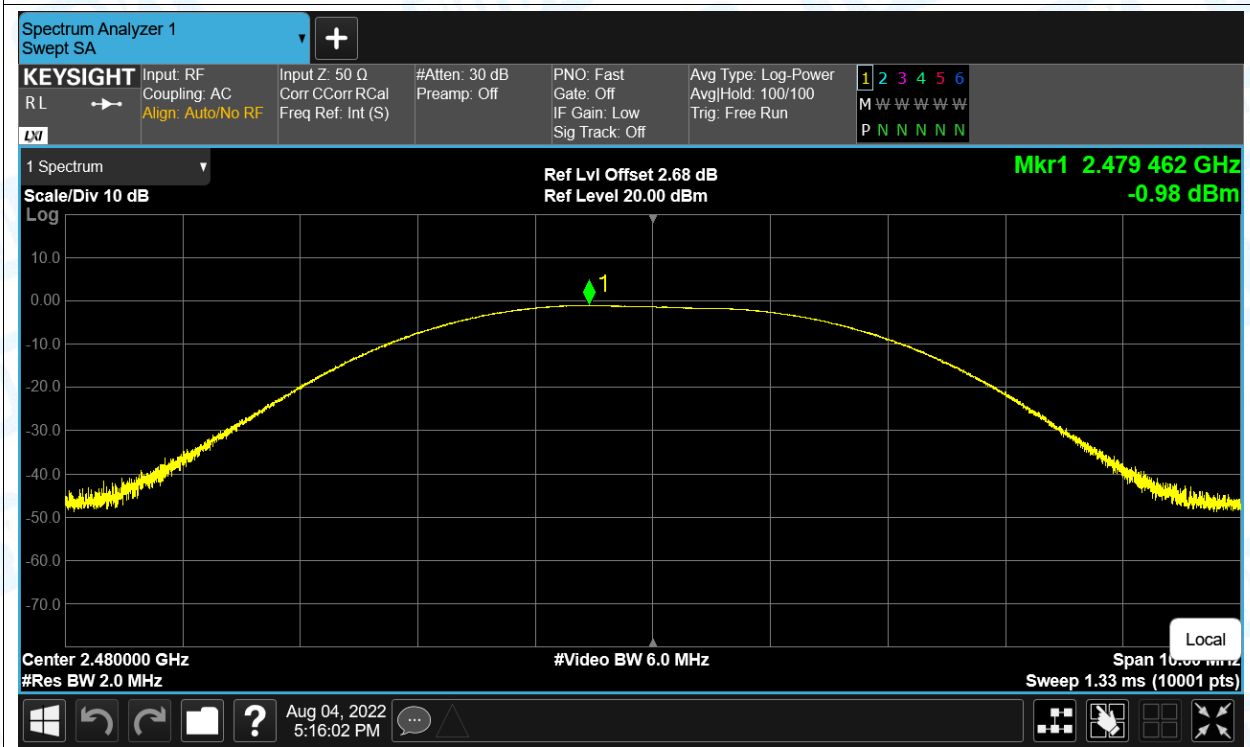 Spectrum Analyzer 1
Swept SA
KEYSIGHT
R L
LXI
Input: RF
Coupling: AC
Align: Auto/No RF
Input Z: 50 Ω
Corr CCorr RCal
Freq Ref: Int (S)
#Atten: 30 dB
Preamp: Off
PNO: Fast
Gate: Off
IF Gain: Low
Sig Track: Off
Avg Type: Log-Power
Avg|Hold: 100/100
Trig: Free Run
1 2 3 4 5 6
M W W W W W
P N N N N N
1 Spectrum
Scale/Div 10 dB
Log
Ref Lvl Offset 2.68 dB
Ref Level 20.00 dBm
Mkr1 2.479 462 GHz
-0.98 dBm
1
10.0
0.00
-10.0
-20.0
-30.0
-40.0
-50.0
-60.0
-70.0
Local
Center 2.480000 GHz
#Video BW 6.0 MHz
Span
#Res BW 2.0 MHz
Sweep 1.33 ms (10001 pts)
?
Aug 04, 2022
5:16:02 PM